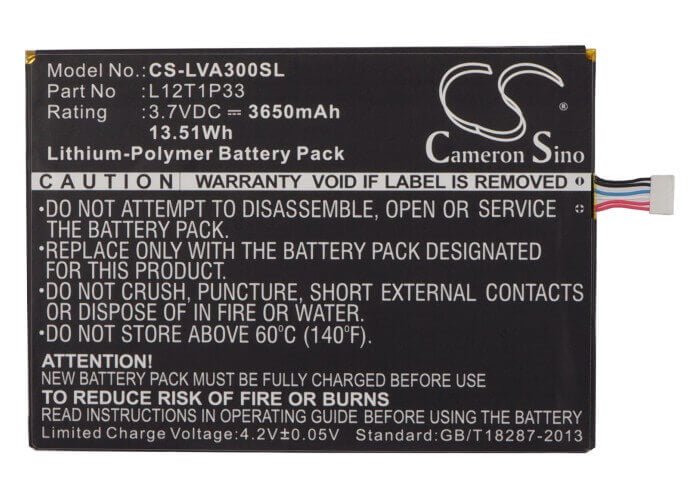 Model No.: CS-LVA300SL
Part No : L12T1P33
Rating : 3.7VDC ⎓ 3650mAh
13.51Wh
Lithium-Polymer Battery Pack
CS
®
Cameron Sino
CAUTION WARRANTY VOID IF LABEL IS REMOVED
DO NOT ATTEMPT TO DISASSEMBLE, OPEN OR SERVICE
THE BATTERY PACK.
REPLACE ONLY WITH THE BATTERY PACK DESIGNATED
FOR THIS EQUIPMENT.
DO NOT CRUSH, PUNCTURE, SHORT EXTERNAL CONTACTS
OR DISPOSE OF IN FIRE.
DO NOT STORE ABOVE 60°C (140°F).
ATTENTION!
NEW BATTERY PACK MUST BE FULLY CHARGED BEFORE USE
TO REDUCE RISK OF FIRE OR BURNS
READ INSTRUCTIONS IN OPERATING GUIDE BEFORE USING BATTERY
Limited Charge Voltage:4.2V±0.05V Standard:GB/T18287-2013